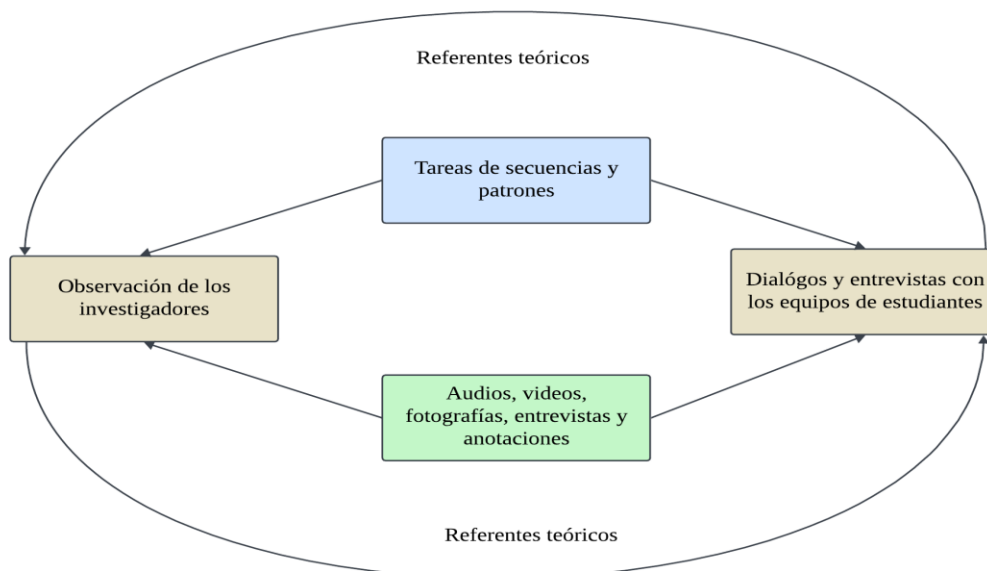 Referentes teóricos
Tareas de secuencias y
patrones
Observación de los
investigadores
Dialógos y entrevistas con
los equipos de estudiantes
Audios, videos,
fotografías, entrevistas y
anotaciones
Referentes teóricos